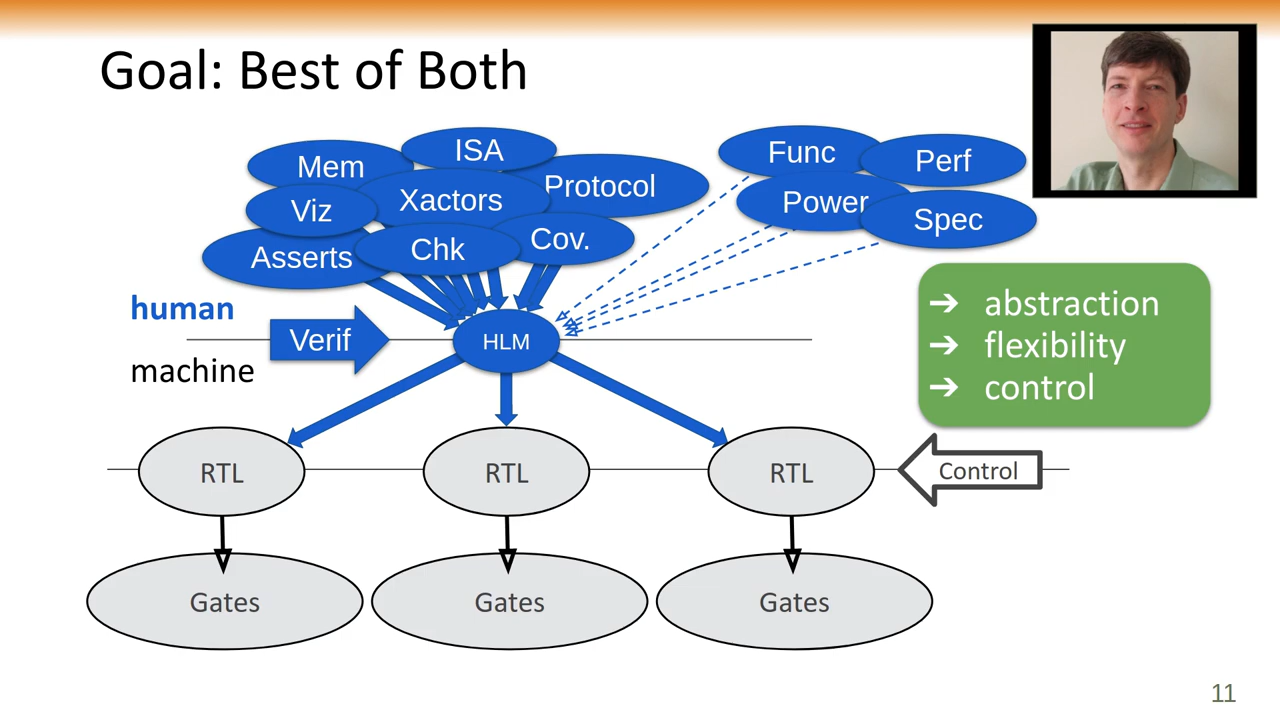 Goal: Best of Both
ISA
Mem
Xactors
Protocol
Viz
Cov.
Chk
Asserts
Func
Perf
Power
Spec
human
Verif
HLM
machine
➔ abstraction
➔ flexibility
➔ control
RTL
RTL
RTL
Control
Gates
Gates
Gates
11